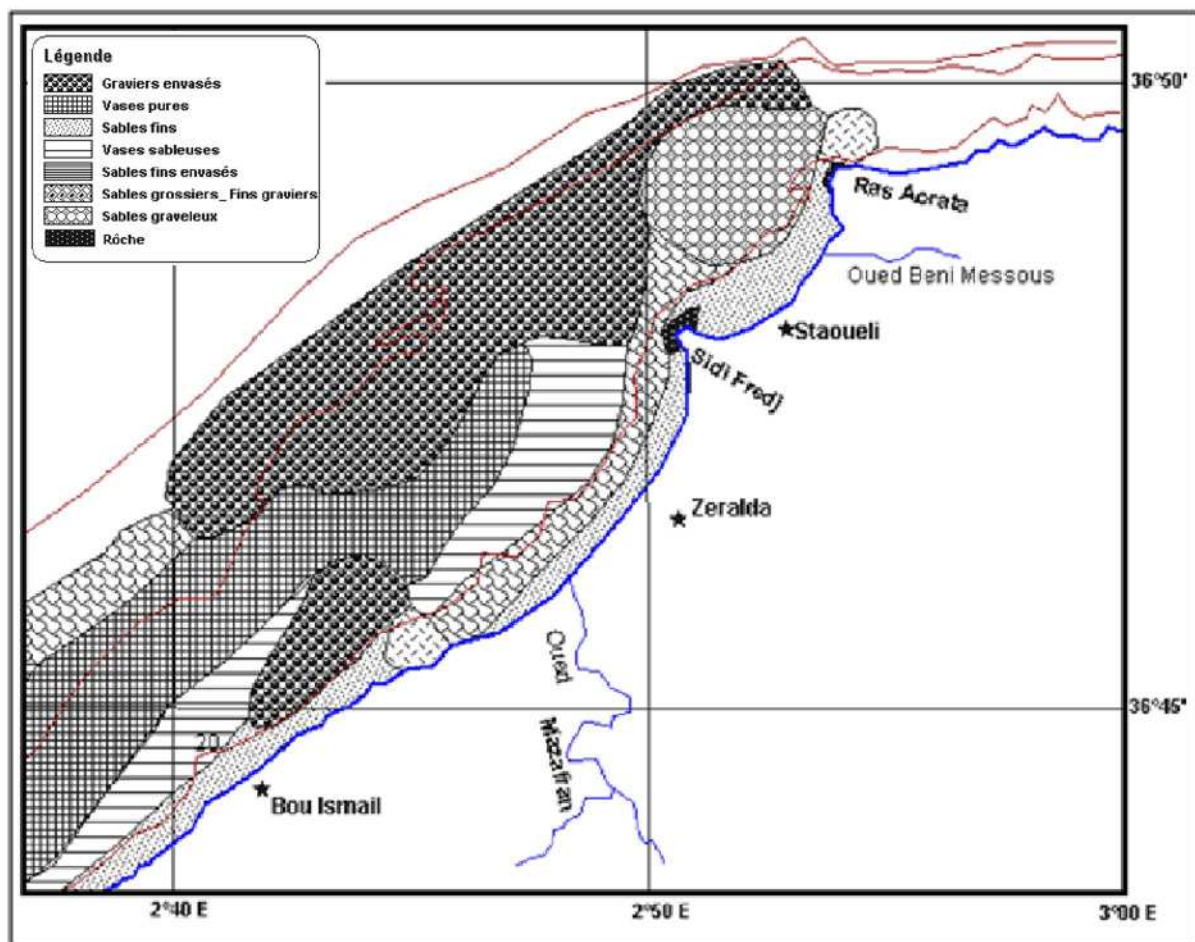 Légende
Graviers envasés
Vases pures
Sables fins
Vases sableuses
Sables fins envasés
Sables grossiers_ Fins graviers
Sables graveleux
Rôche
36°50'
Ras Acrata
Oued Beni Messous
Staoueli
Sidi Fredj
Zeralda
Oued
Mazafran
36°45'
20
Bou Ismail
2°40 E
2°50 E
3°00 E